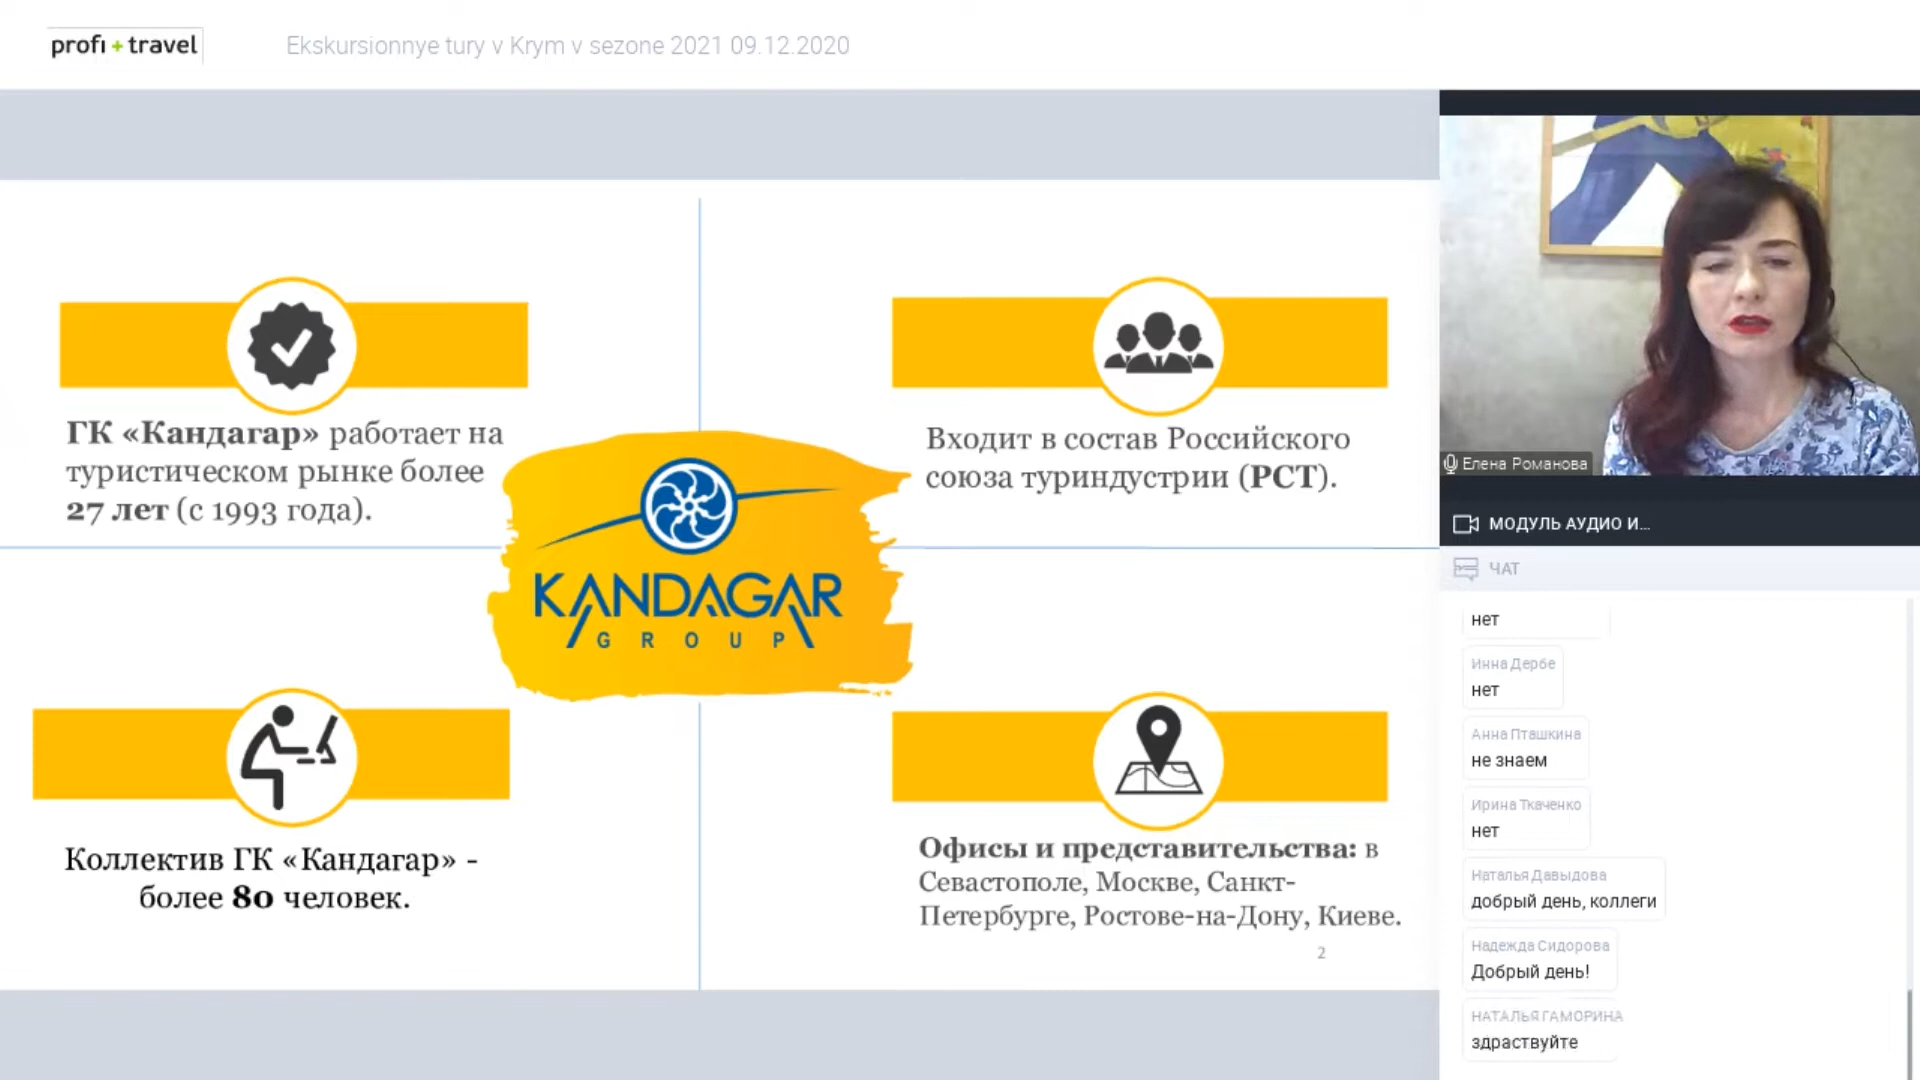 profi + travel
Ekskursionnye tury v Krym v sezone 2021 09.12.2020
ГК «Кандагар» работает на
туристическом рынке более
27 лет (с 1993 года).
Входит в состав Российского
союза туриндустрии (РСТ).
KANDAGAR
GROUP
Коллектив ГК «Кандагар» -
более 80 человек.
Офисы и представительства: в
Севастополе, Москве, Санкт-
Петербурге, Ростове-на-Дону, Киеве.
2
Елена Романова
МОДУЛЬ АУДИО И...
ЧАТ
нет
Инна Дербе
нет
Анна Пташкина
не знаем
Ирина Ткаченко
нет
Наталья Давыдова
добрый день, коллеги
Надежда Сидорова
Добрый день!
НАТАЛЬЯ ГАМОРИНА
здраствуйте